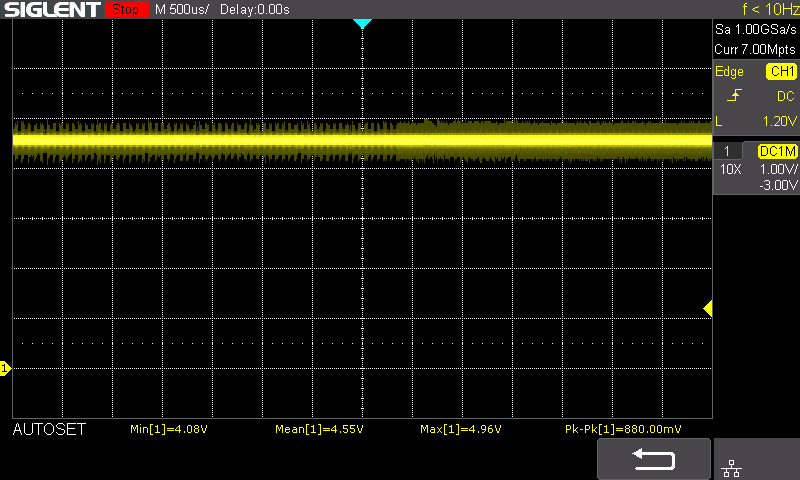 SIGLENT Stop M 500us/ Delay:0.00s f < 10Hz
Sa 1.00GSa/s
Curr 7.00Mpts
Edge CH1
DC
L 1.20V
1 DC1M
10X 1.00V/
-3.00V
1
AUTOSET Min[1]=4.08V Mean[1]=4.55V Max[1]=4.96V Pk-Pk[1]=880.00mV